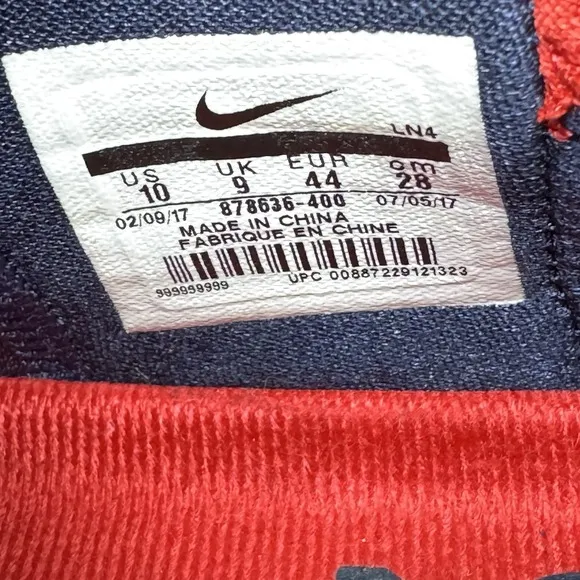 LN4
US UK EUR cm
10 9 44 28
02/09/17 878636-400 07/05/17
MADE IN CHINA
FABRIQUE EN CHINE
999999999 UPC 00887229121323